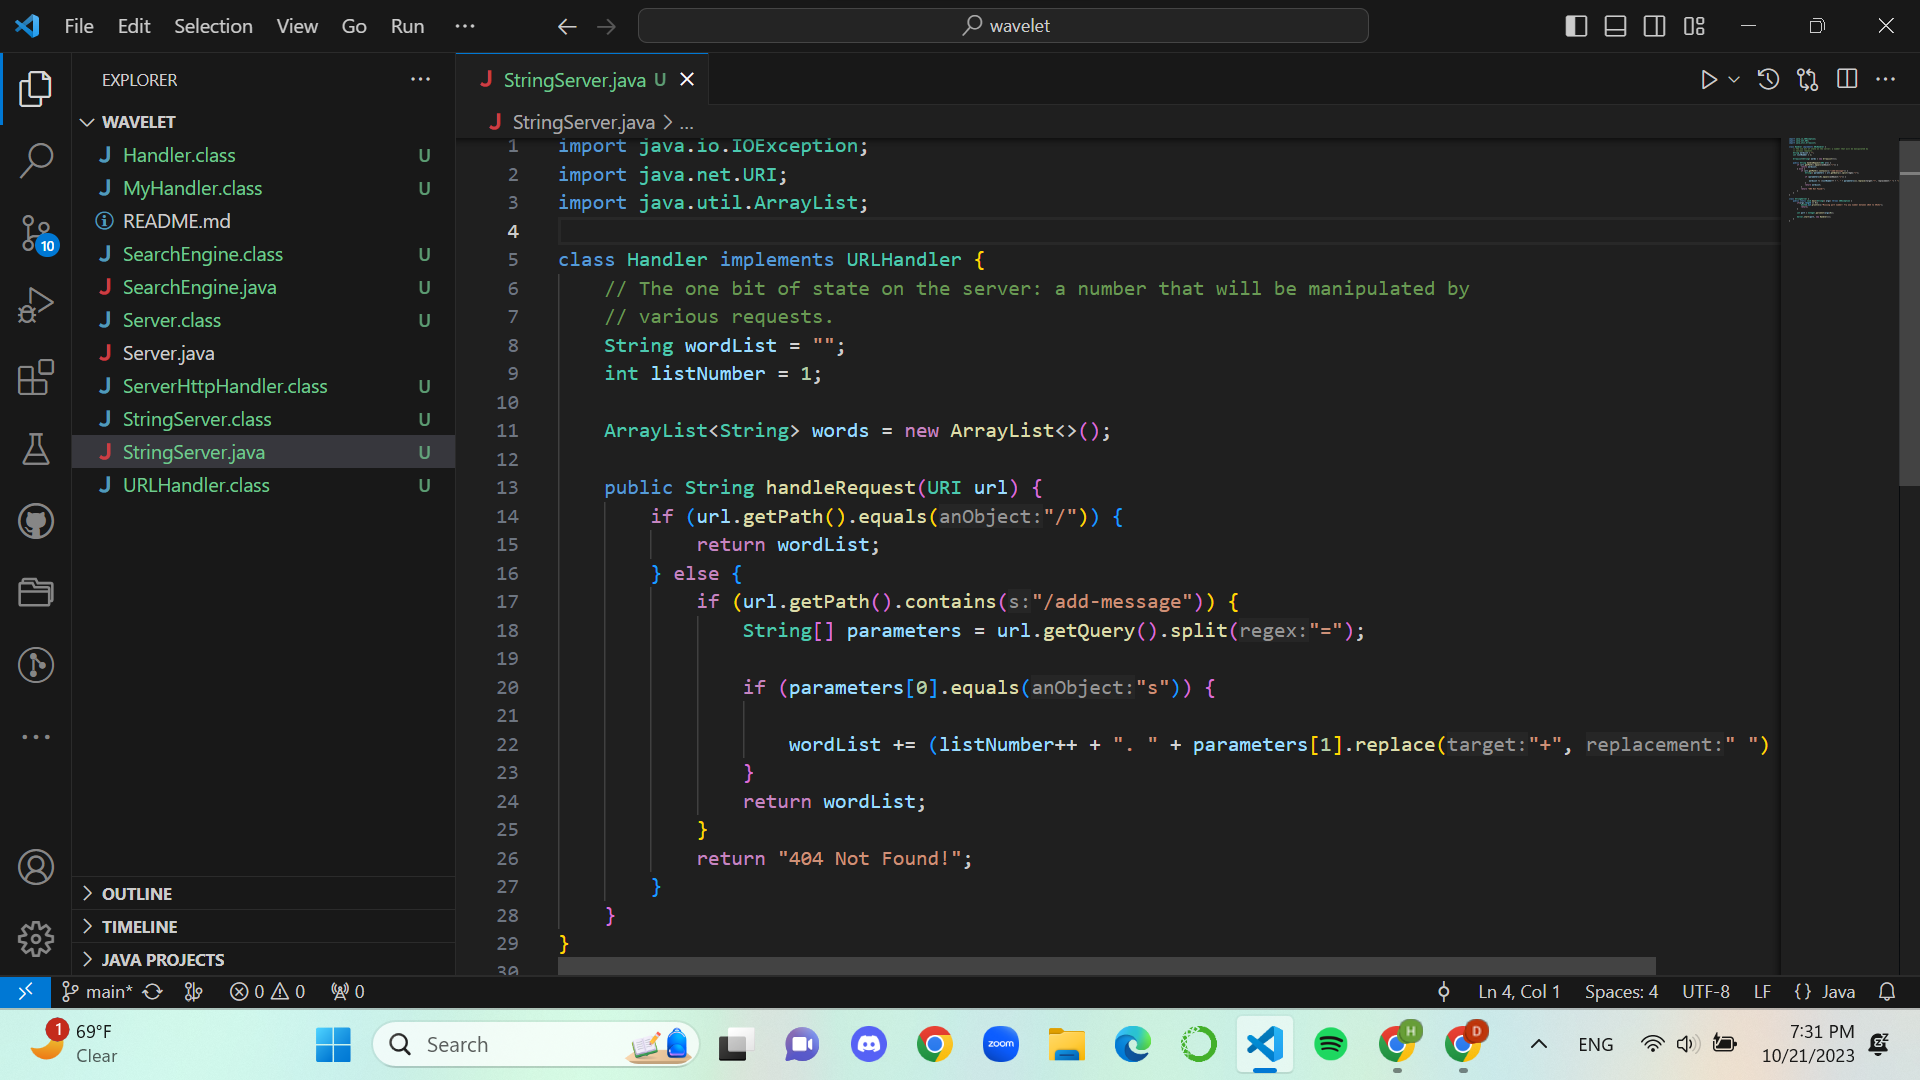 File Edit Selection View Go Run ...
wavelet
EXPLORER
WAVELET
Handler.class U
MyHandler.class U
README.md
SearchEngine.class U
SearchEngine.java U
Server.class U
Server.java
ServerHttpHandler.class U
StringServer.class U
StringServer.java U
URLHandler.class U
10
OUTLINE
TIMELINE
JAVA PROJECTS
StringServer.java U
StringServer.java > ...
1 import java.io.IOException;
2 import java.net.URI;
3 import java.util.ArrayList;
4
5 class Handler implements URLHandler {
6 // The one bit of state on the server: a number that will be manipulated by
7 // various requests.
8 String wordList = "";
9 int listNumber = 1;
10
11 ArrayList<String> words = new ArrayList<>();
12
13 public String handleRequest(URI url) {
14 if (url.getPath().equals(anObject:"/")) {
15 return wordList;
16 } else {
17 if (url.getPath().contains(s:"/add-message")) {
18 String[] parameters = url.getQuery().split(regex:"=");
19
20 if (parameters[0].equals(anObject:"s")) {
21
22 wordList += (listNumber++ + ". " + parameters[1].replace(target:"+", replacement:" ")
23 }
24 return wordList;
25 }
26 return "404 Not Found!";
27 }
28 }
29 }
30
main* 0 0 0
Ln 4, Col 1 Spaces: 4 UTF-8 LF {} Java
1 69°F
Clear
Search
zoom
H
D
ENG
7:31 PM
10/21/2023